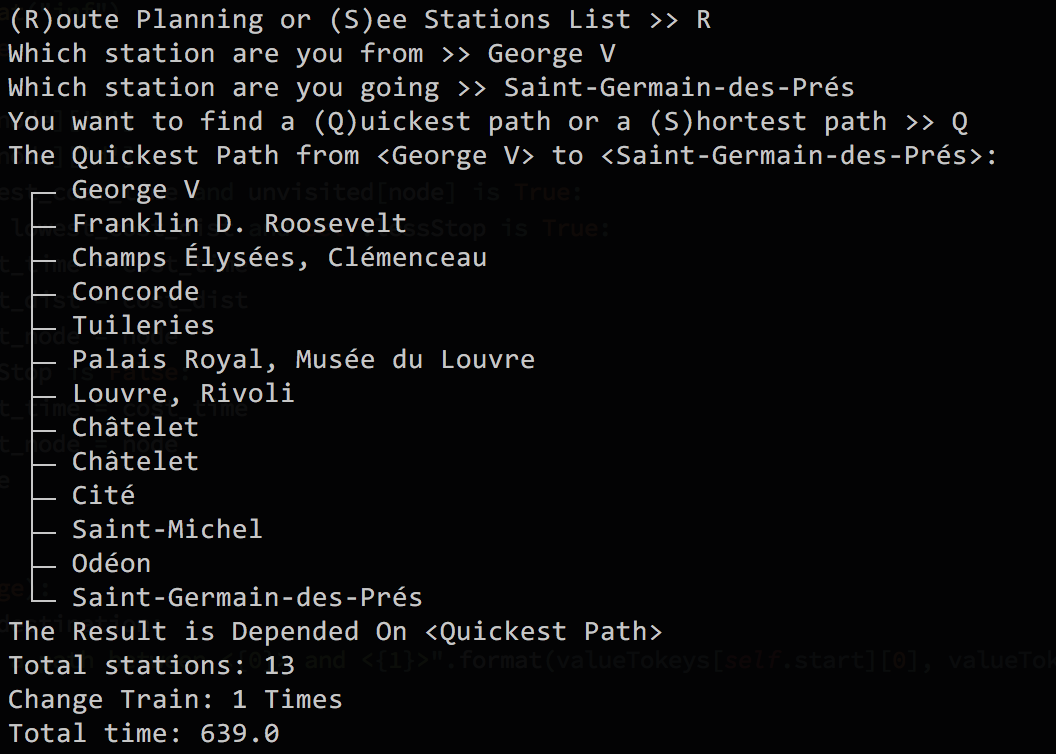 (R)oute Planning or (S)ee Stations List >> R
Which station are you from >> George V
Which station are you going >> Saint-Germain-des-Prés
You want to find a (Q)uickest path or a (S)hortest path >> Q
The Quickest Path from <George V> to <Saint-Germain-des-Prés>:
George V
Franklin D. Roosevelt
Champs Élysées, Clémenceau
Concorde
Tuileries
Palais Royal, Musée du Louvre
Louvre, Rivoli
Châtelet
Châtelet
Cité
Saint-Michel
Odéon
Saint-Germain-des-Prés
The Result is Depended On <Quickest Path>
Total stations: 13
Change Train: 1 Times
Total time: 639.0